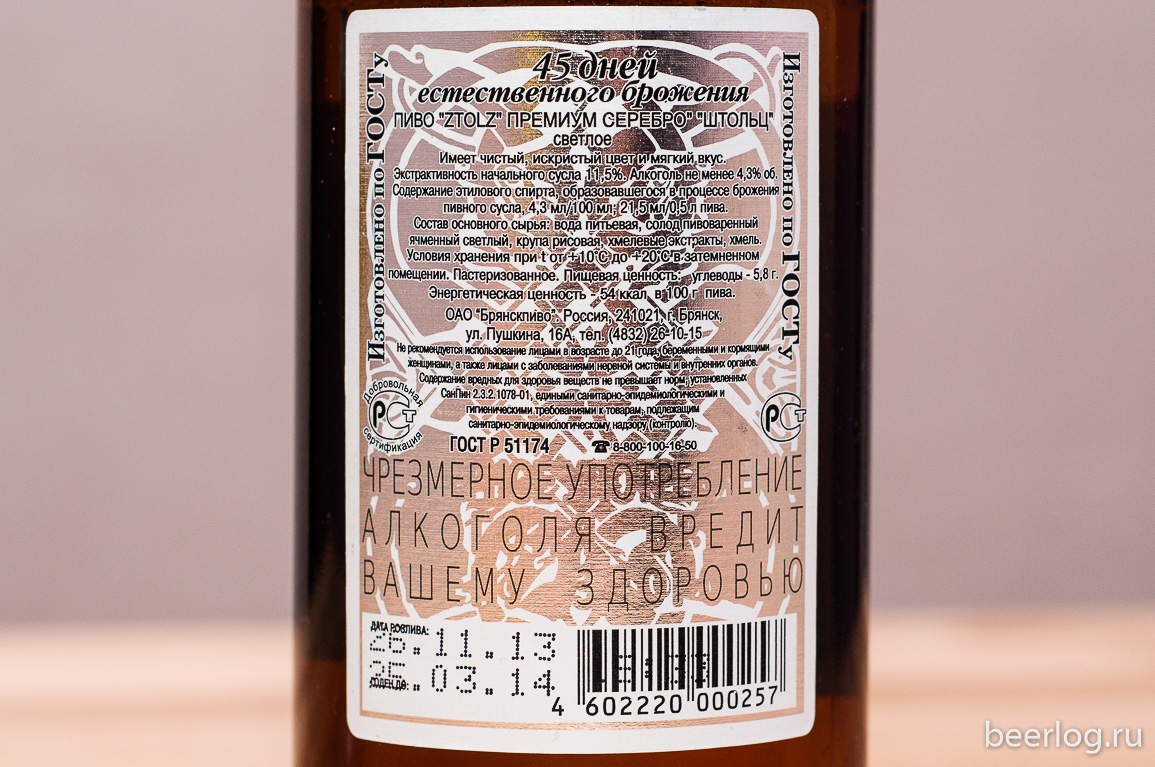 45 дней
естественного брожения
ПИВО "ZTOLZ" ПРЕМИУМ СЕРЕБРО" "ШТОЛЬЦ"
светлое
Имеет чистый, искристый цвет и мягкий вкус.
Экстрактивность начального сусла 11,5%. Алкоголь не менее 4,3% об.
Содержание этилового спирта, образовавшегося в процессе брожения
пивного сусла, 4,3 мл/100 мл; 21,5 мл/0,5 л пива.
Состав основного сырья: вода питьевая, солод пивоваренный
ячменный светлый, крупа рисовая, хмелевые экстракты, хмель.
Условия хранения при t от +10°С до +20°С в затемненном
помещении. Пастеризованное. Пищевая ценность: углеводы - 5,8 г.
Энергетическая ценность - 54 ккал, в 100 г пива.
ОАО "Брянскпиво". Россия, 241021, г. Брянск,
ул. Пушкина, 16А, тел. (4832) 26-10-15
Не рекомендуется использование лицами в возрасте до 21 года, беременными и кормящими
женщинами, а также лицами с заболеваниями нервной системы и внутренних органов.
Содержание вредных для здоровья веществ не превышает норм, установленных
СанПин 2.3.2.1078-01, едиными санитарно-эпидемиологическими и
гигиеническими требованиями к товарам, подлежащим
санитарно-эпидемиологическому надзору, (контролю).
ГОСТ Р 51174 ☎ 8-800-100-16-50
Изготовлено по ГОСТу
Изготовлено по ГОСТу
Добровольная
РСТ
сертификация
РСТ
ЧРЕЗМЕРНОЕ УПОТРЕБЛЕНИЕ
АЛКОГОЛЯ ВРЕДИТ
ВАШЕМУ ЗДОРОВЬЮ
ДАТА РОЗЛИВА:
26.11.13
ГОДЕН ДО:
.03.14
4 602220 000257
beerlog.ru